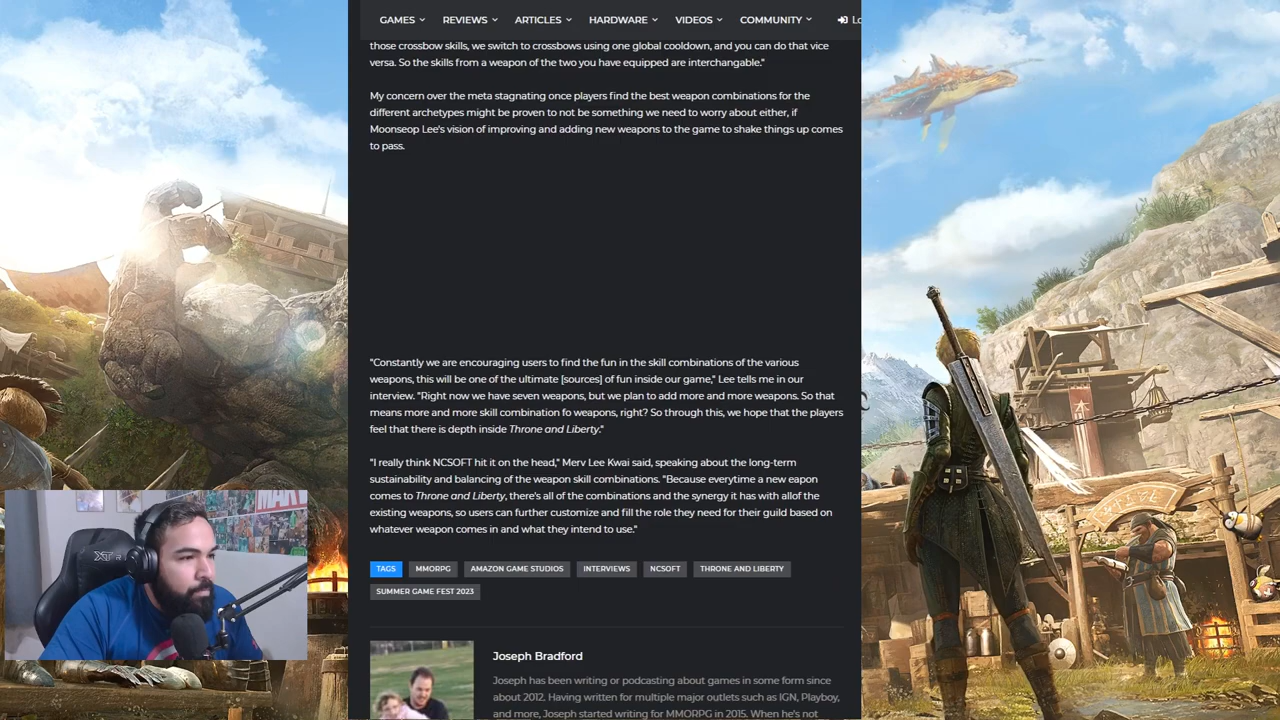 GAMES REVIEWS ARTICLES HARDWARE VIDEOS COMMUNITY
those crossbow skills, we switch to crossbows using one global cooldown, and you can do that vice
versa. So the skills from a weapon of the two you have equipped are interchangable."
My concern over the meta stagnating once players find the best weapon combinations for the
different archetypes might be proven to not be something we need to worry about either, if
Moonseop Lee's vision of improving and adding new weapons to the game to shake things up comes
to pass.
"Constantly we are encouraging users to find the fun in the skill combinations of the various
weapons, this will be one of the ultimate [sources] of fun inside our game," Lee tells me in our
interview. "Right now we have seven weapons, but we plan to add more and more weapons. So that
means more and more skill combination fo weapons, right? So through this, we hope that the players
feel that there is depth inside Throne and Liberty."
"I really think NCSOFT hit it on the head," Merv Lee Kwai said, speaking about the long-term
sustainability and balancing of the weapon skill combinations. "Because everytime a new eapon
comes to Throne and Liberty, there's all of the combinations and the synergy it has with allof the
existing weapons, so users can further customize and fill the role they need for their guild based on
whatever weapon comes in and what they intend to use."
TAGS MMORPG AMAZON GAME STUDIOS INTERVIEWS NCSOFT THRONE AND LIBERTY
SUMMER GAME FEST 2023
Joseph Bradford
Joseph has been writing or podcasting about games in some form since
about 2012. Having written for multiple major outlets such as IGN, Playboy,
and more, Joseph started writing for MMORPG in 2015. When he's not